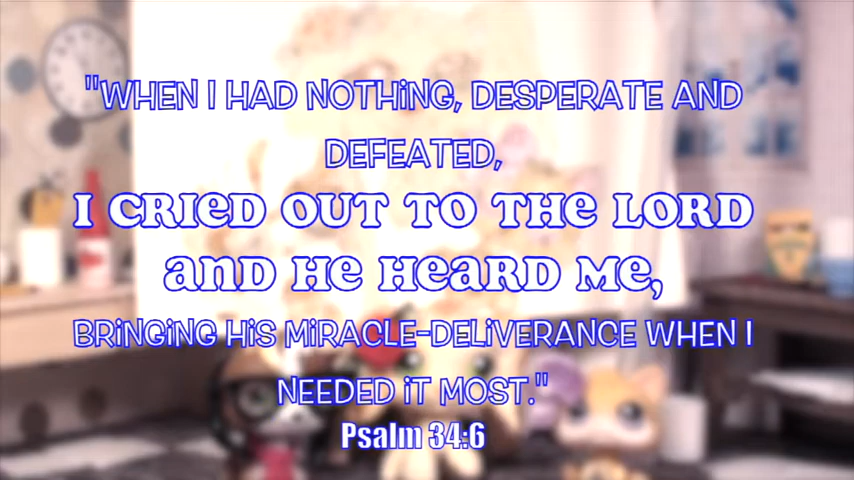 "WHEN I HAD NOTHiNG, DESPERATE AND
DEFEATED,
I CRIeD OUT TO THe LORD
anD He HeaRD Me,
BRiNGiNG HiS MiRACLE-DELiVERANCE WHEN I
NEEDED iT MOST."
Psalm 34:6